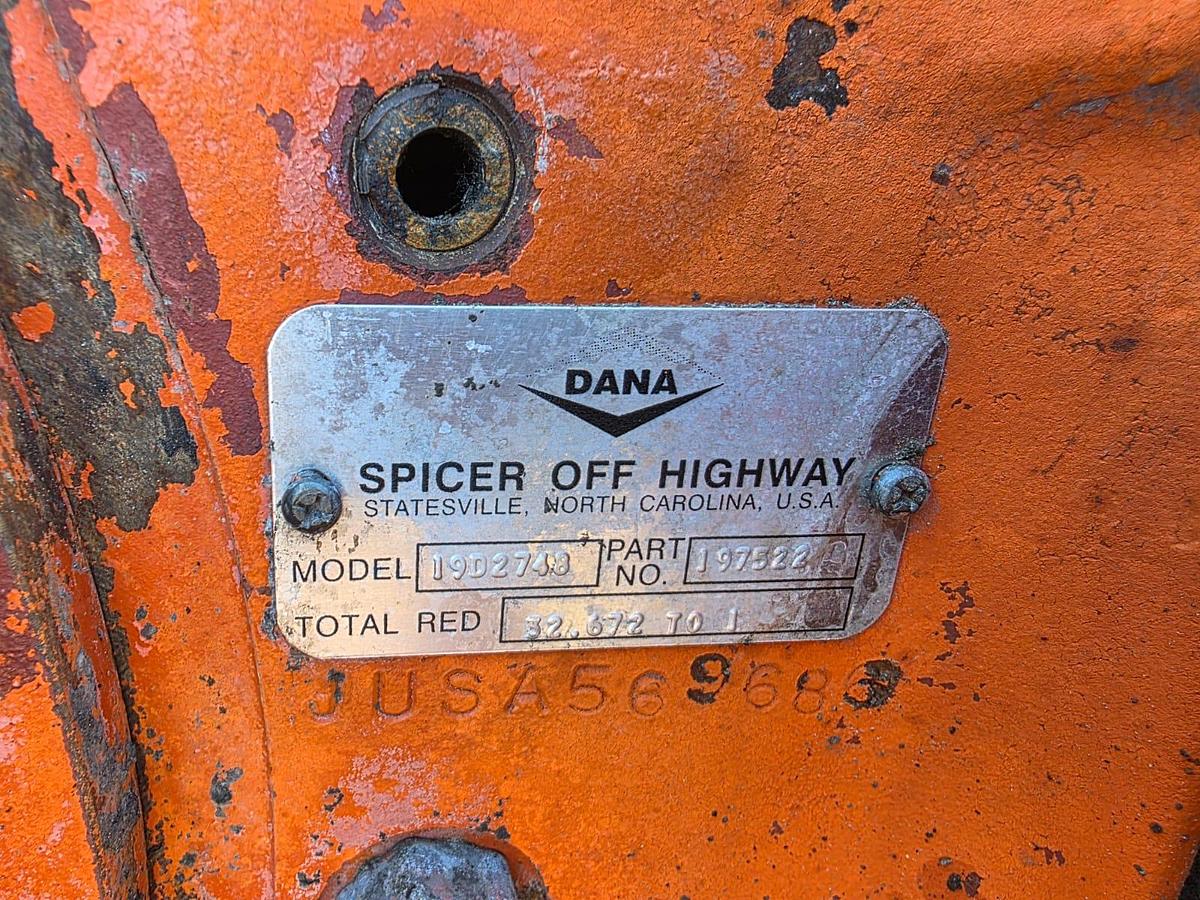 DANA
SPICER OFF HIGHWAY
STATESVILLE, NORTH CAROLINA, U.S.A.
MODEL 19D2748 PART NO. 197522
TOTAL RED 32.672 TO 1
JUSA569686